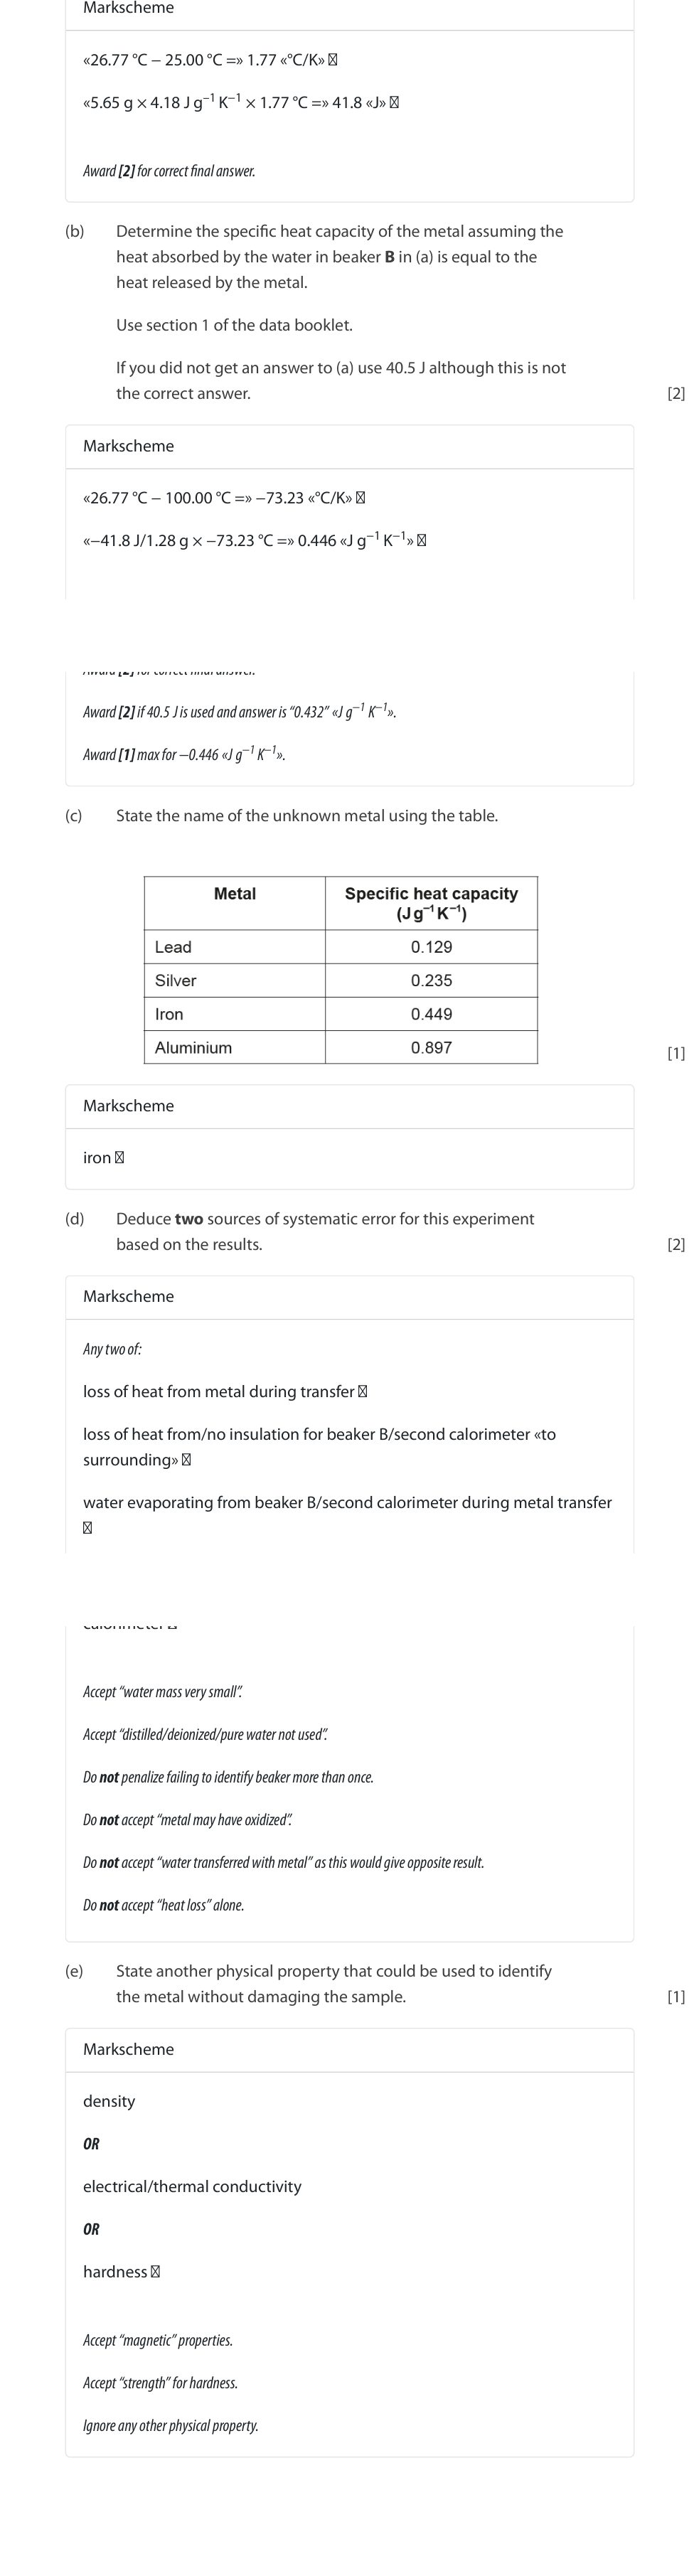 Markscheme
«26.77 °C − 25.00 °C =» 1.77 «°C/K» 
«5.65 g × 4.18 J g⁻¹ K⁻¹ × 1.77 °C =» 41.8 «J» 
Award [2] for correct final answer.
(b) Determine the specific heat capacity of the metal assuming the
heat absorbed by the water in beaker B in (a) is equal to the
heat released by the metal.
Use section 1 of the data booklet.
If you did not get an answer to (a) use 40.5 J although this is not
the correct answer. [2]
Markscheme
«26.77 °C − 100.00 °C =» −73.23 «°C/K» 
«−41.8 J/1.28 g × −73.23 °C =» 0.446 «J g⁻¹ K⁻¹» 
Award [2] for correct final answer.
Award [2] if 40.5 J is used and answer is “0.432” «J g⁻¹ K⁻¹».
Award [1] max for −0.446 «J g⁻¹ K⁻¹».
(c) State the name of the unknown metal using the table.
Metal Specific heat capacity
(J g⁻¹ K⁻¹)
Lead 0.129
Silver 0.235
Iron 0.449
Aluminium 0.897
[1]
Markscheme
iron 
(d) Deduce two sources of systematic error for this experiment
based on the results. [2]
Markscheme
Any two of:
loss of heat from metal during transfer 
loss of heat from/no insulation for beaker B/second calorimeter «to
surrounding» 
water evaporating from beaker B/second calorimeter during metal transfer

calorimeter 
Accept “water mass very small”.
Accept “distilled/deionized/pure water not used”.
Do not penalize failing to identify beaker more than once.
Do not accept “metal may have oxidized”.
Do not accept “water transferred with metal” as this would give opposite result.
Do not accept “heat loss” alone.
(e) State another physical property that could be used to identify
the metal without damaging the sample. [1]
Markscheme
density
OR
electrical/thermal conductivity
OR
hardness 
Accept “magnetic” properties.
Accept “strength” for hardness.
Ignore any other physical property.